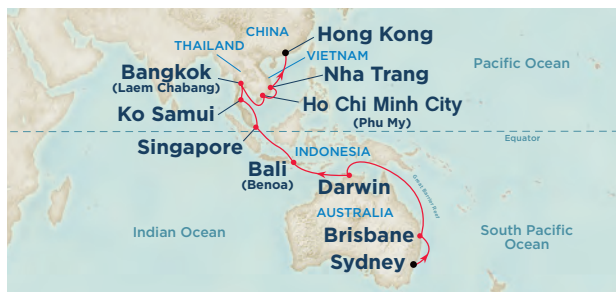 CHINA
Hong Kong
THAILAND
VIETNAM
Pacific Ocean
Bangkok
(Laem Chabang)
Nha Trang
Ho Chi Minh City
(Phu My)
Ko Samui
Equator
Singapore
INDONESIA
Bali
(Benoa)
Darwin
Great Barrier Reef
AUSTRALIA
Indian Ocean
Brisbane
South Pacific
Ocean
Sydney